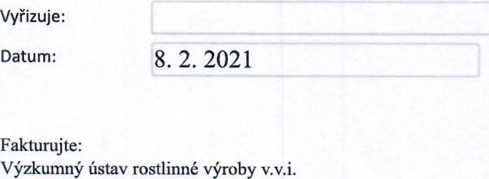 Vyřizuje:
Datum: 8. 2. 2021
Fakturujte:
Výzkumný ústav rostlinné výroby v.v.i.